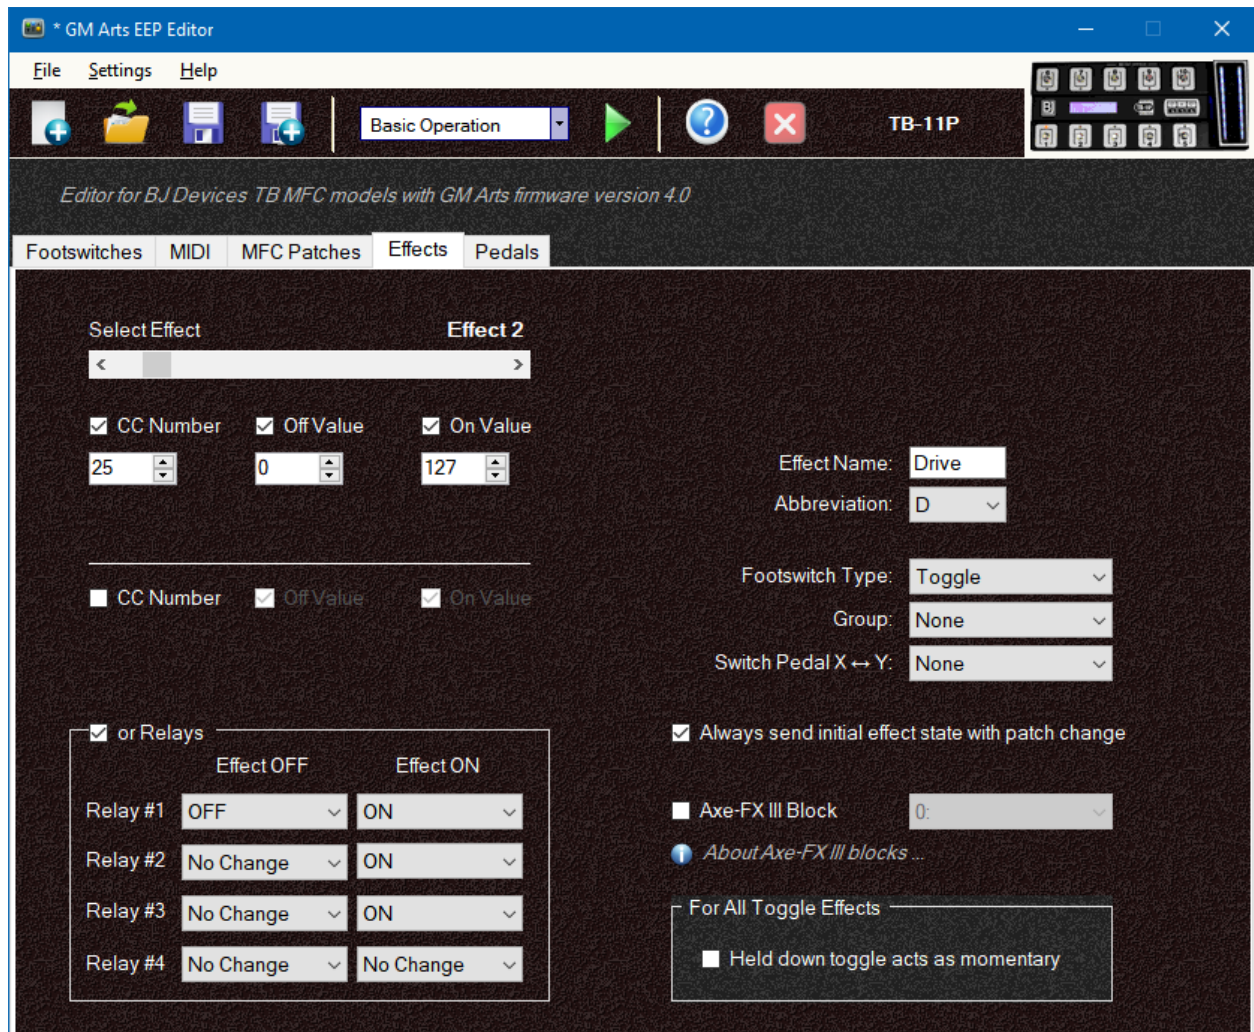 * GM Arts EEP Editor
File Settings Help
Basic Operation
TB-11P
BJ
Editor for BJ Devices TB MFC models with GM Arts firmware version 4.0
Footswitches MIDI MFC Patches Effects Pedals
Select Effect Effect 2
CC Number Off Value On Value
25 0 127
Effect Name: Drive
Abbreviation: D
Footswitch Type: Toggle
CC Number Off Value On Value
Group: None
Switch Pedal X ↔ Y: None
or Relays
Always send initial effect state with patch change
Effect OFF Effect ON
Relay #1 OFF ON
Axe-FX III Block 0:
Relay #2 No Change ON
About Axe-FX III blocks ...
Relay #3 No Change ON
For All Toggle Effects
Relay #4 No Change No Change
Held down toggle acts as momentary